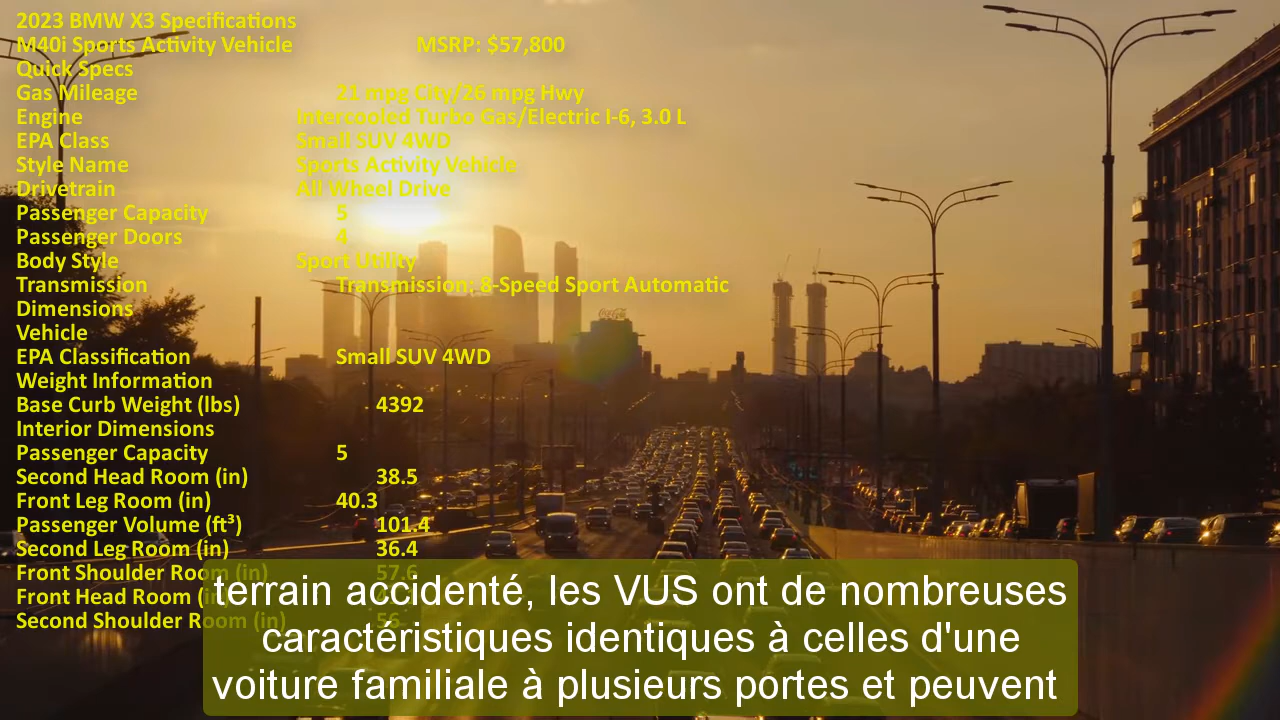 2023 BMW X3 Specifications
M40i Sports Activity Vehicle MSRP: $57,800
Quick Specs
Gas Mileage 21 mpg City/26 mpg Hwy
Engine Intercooled Turbo Gas/Electric I-6, 3.0 L
EPA Class Small SUV 4WD
Style Name Sports Activity Vehicle
Drivetrain All Wheel Drive
Passenger Capacity 5
Passenger Doors 4
Body Style Sport Utility
Transmission Transmission: 8-Speed Sport Automatic
Dimensions
Vehicle
EPA Classification Small SUV 4WD
Weight Information
Base Curb Weight (lbs) 4392
Interior Dimensions
Passenger Capacity 5
Second Head Room (in) 38.5
Front Leg Room (in) 40.3
Passenger Volume (ft³) 101.4
Second Leg Room (in) 36.4
Front Shoulder Room (in) 57.6
Front Head Room (in)
Second Shoulder Room (in) 56
terrain accidenté, les VUS ont de nombreuses
caractéristiques identiques à celles d'une
voiture familiale à plusieurs portes et peuvent